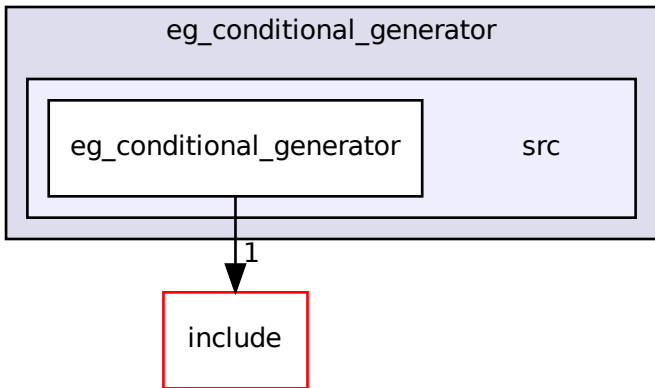 eg_conditional_generator
eg_conditional_generator
src
1
include